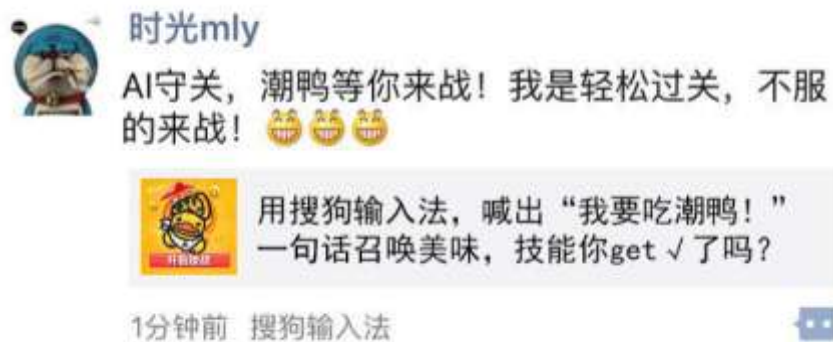 时光mly
AI守关，潮鸭等你来战！我是轻松过关，不服
的来战！
用搜狗输入法，喊出“我要吃潮鸭！”
一句话召唤美味，技能你get√了吗？
1分钟前 搜狗输入法